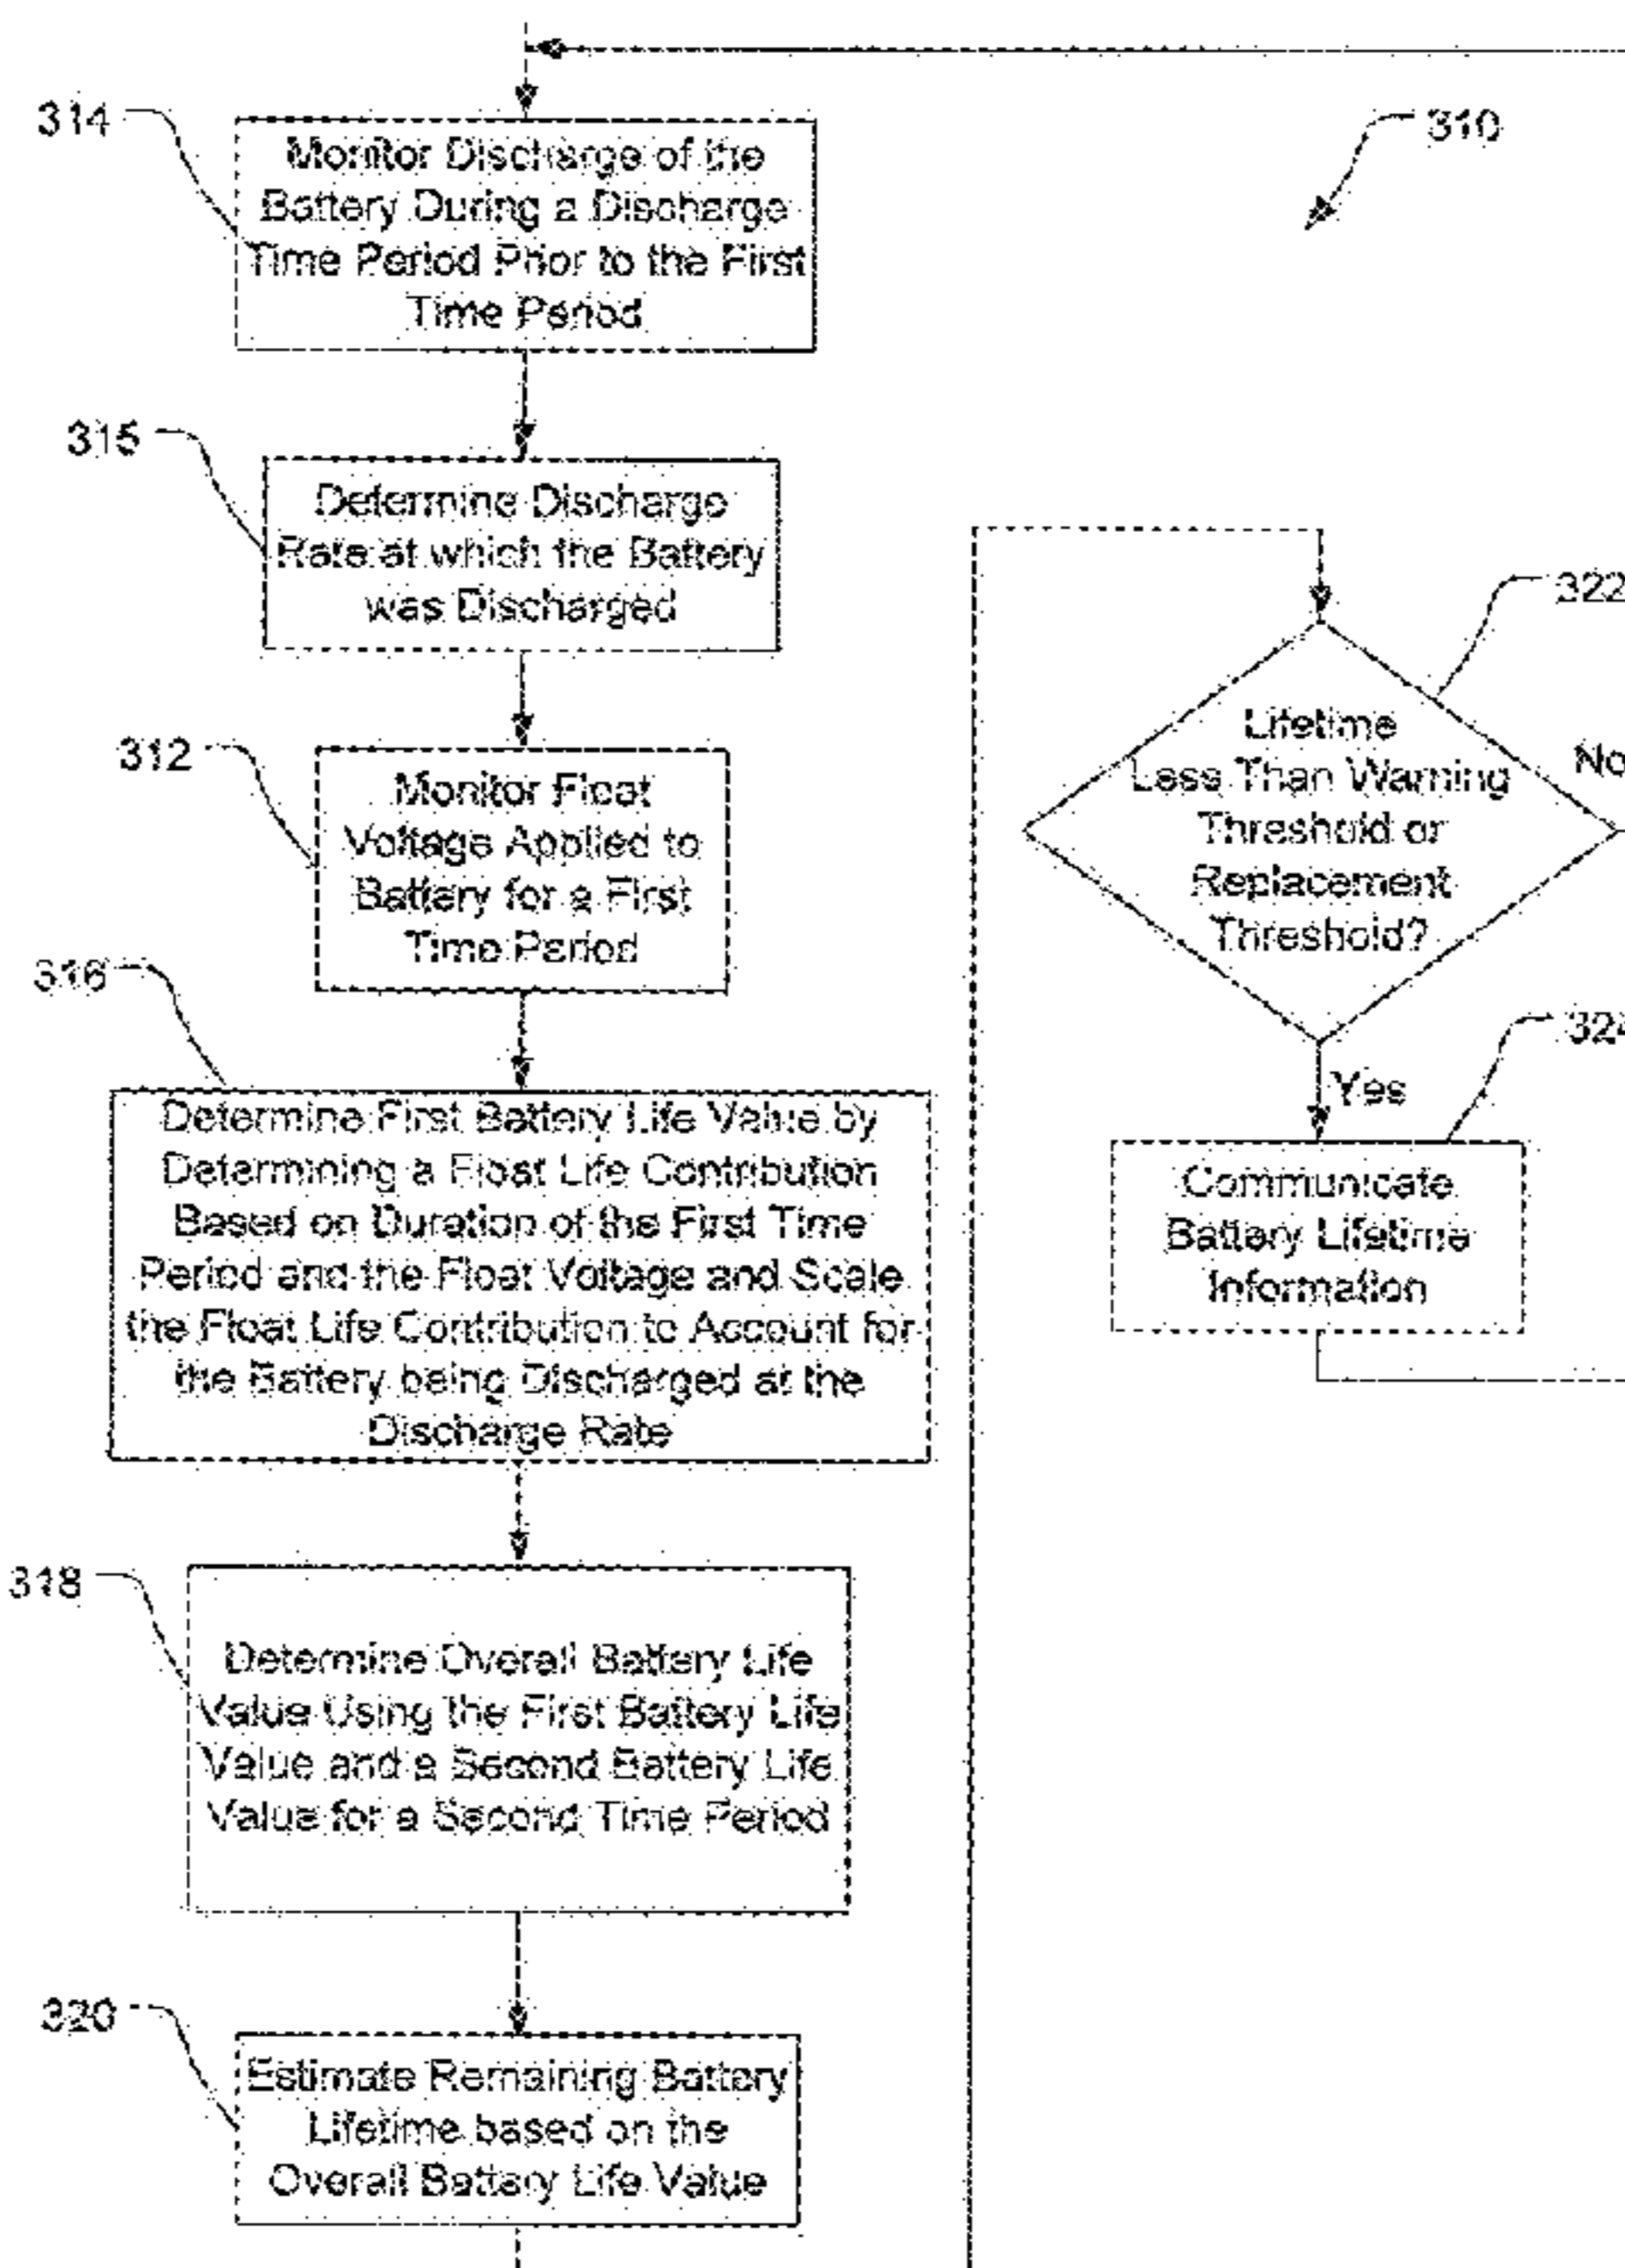 314
Monitor Discharge of the
Battery During a Discharge
Time Period Prior to the First
Time Period
310
315
Determine Discharge
Rate at which the Battery
was Discharged
312
Monitor Float
Voltage Applied to
Battery for a First
Time Period
316
Determine First Battery Life Value by
Determining a Float Life Contribution
Based on Duration of the First Time
Period and the Float Voltage and Scale
the Float Life Contribution to Account for
the Battery being Discharged at the
Discharge Rate
318
Determine Overall Battery Life
Value Using the First Battery Life
Value and a Second Battery Life
Value for a Second Time Period
320
Estimate Remaining Battery
Lifetime based on the
Overall Battery Life Value
322
Lifetime
Less Than Warning
Threshold or
Replacement
Threshold?
No
Yes
324
Communicate
Battery Lifetime
Information